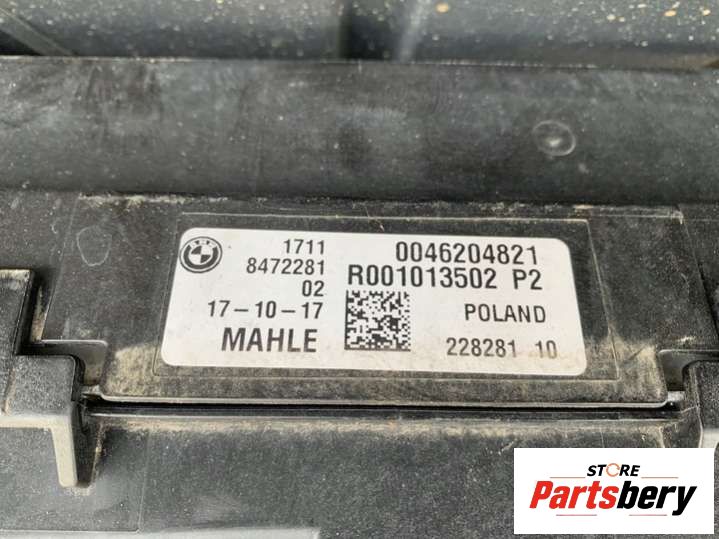 1711
8472281
02
17-10-17
MAHLE
0046204821
R001013502 P2
POLAND
228281 10
STORE
Partsbery